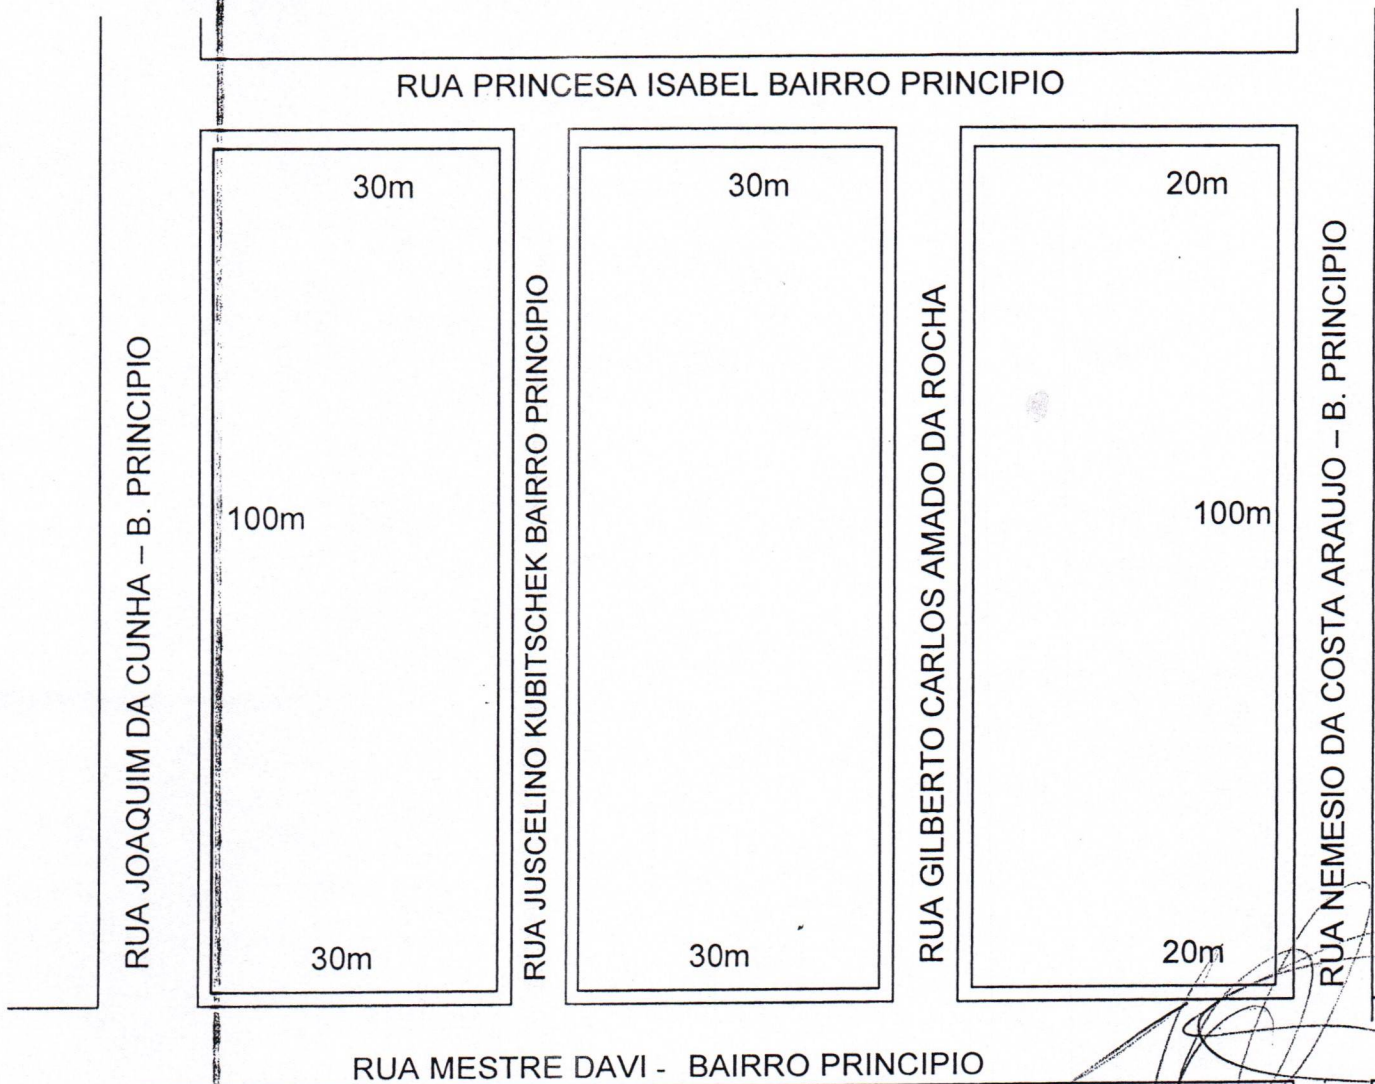 RUA PRINCESA ISABEL BAIRRO PRINCIPIO
30m
30m
20m
RUA JOAQUIM DA CUNHA – B. PRINCIPIO
100m
RUA JUSCELINO KUBITSCHEK BAIRRO PRINCIPIO
RUA GILBERTO CARLOS AMADO DA ROCHA
100m
RUA NEMESIO DA COSTA ARAUJO – B. PRINCIPIO
30m
30m
20m
RUA MESTRE DAVI - BAIRRO PRINCIPIO